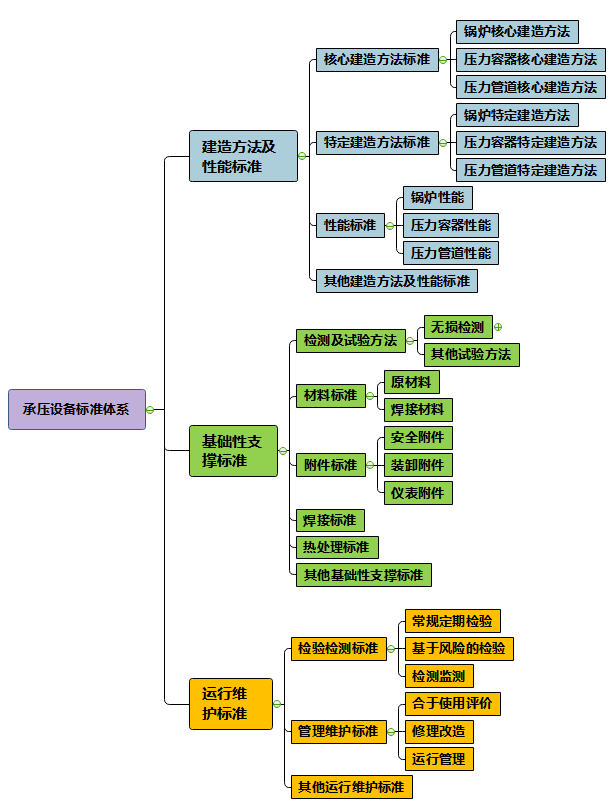 承压设备标准体系
建造方法及
性能标准
核心建造方法标准
锅炉核心建造方法
压力容器核心建造方法
压力管道核心建造方法
特定建造方法标准
锅炉特定建造方法
压力容器特定建造方法
压力管道特定建造方法
性能标准
锅炉性能
压力容器性能
压力管道性能
其他建造方法及性能标准
基础性支
撑标准
检测及试验方法
无损检测
其他试验方法
材料标准
原材料
焊接材料
附件标准
安全附件
装卸附件
仪表附件
焊接标准
热处理标准
其他基础性支撑标准
运行维
护标准
检验检测标准
常规定期检验
基于风险的检验
检测监测
管理维护标准
合于使用评价
修理改造
运行管理
其他运行维护标准